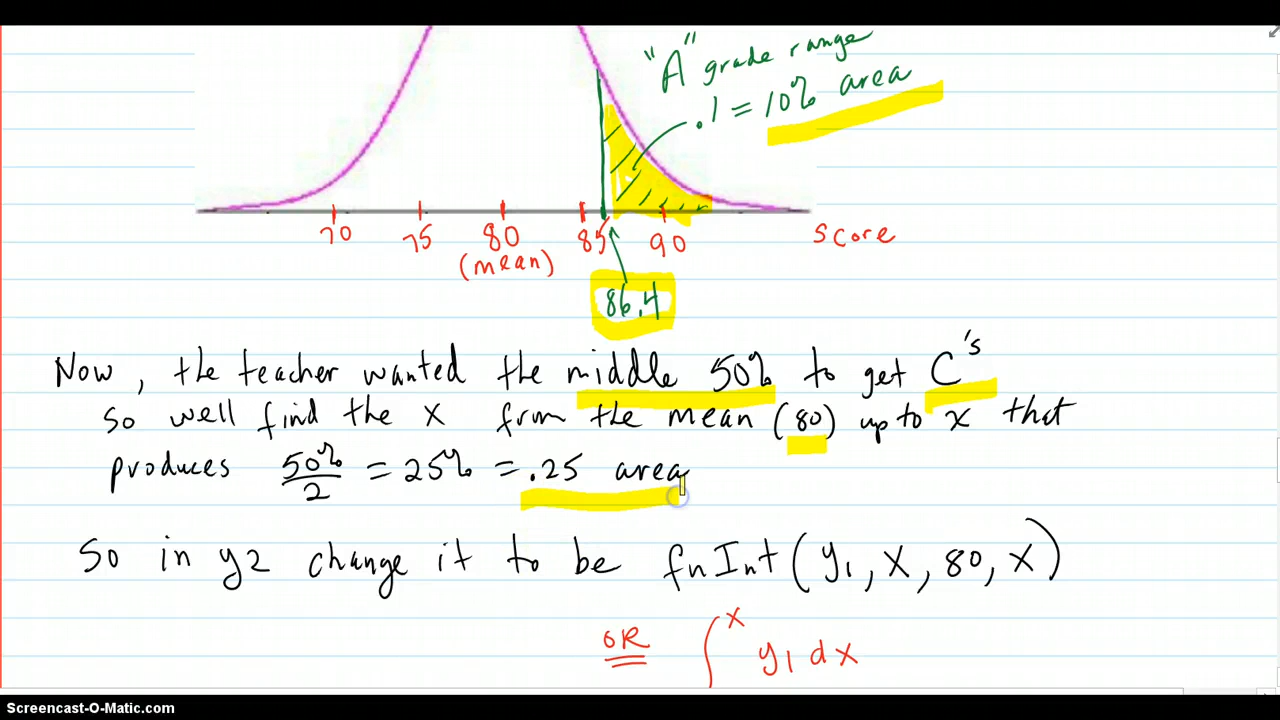 "A" grade range
.1 = 10% area
70 75 80 85 90 score
(mean)
86.4
Now, the teacher wanted the middle 50% to get C's
so well find the x from the mean (80) up to x that
produces 50%/2 = 25% = .25 area
So in y2 change it to be fnInt(y1, X, 80, X)
OR ∫ x y1 dx
Screencast-O-Matic.com